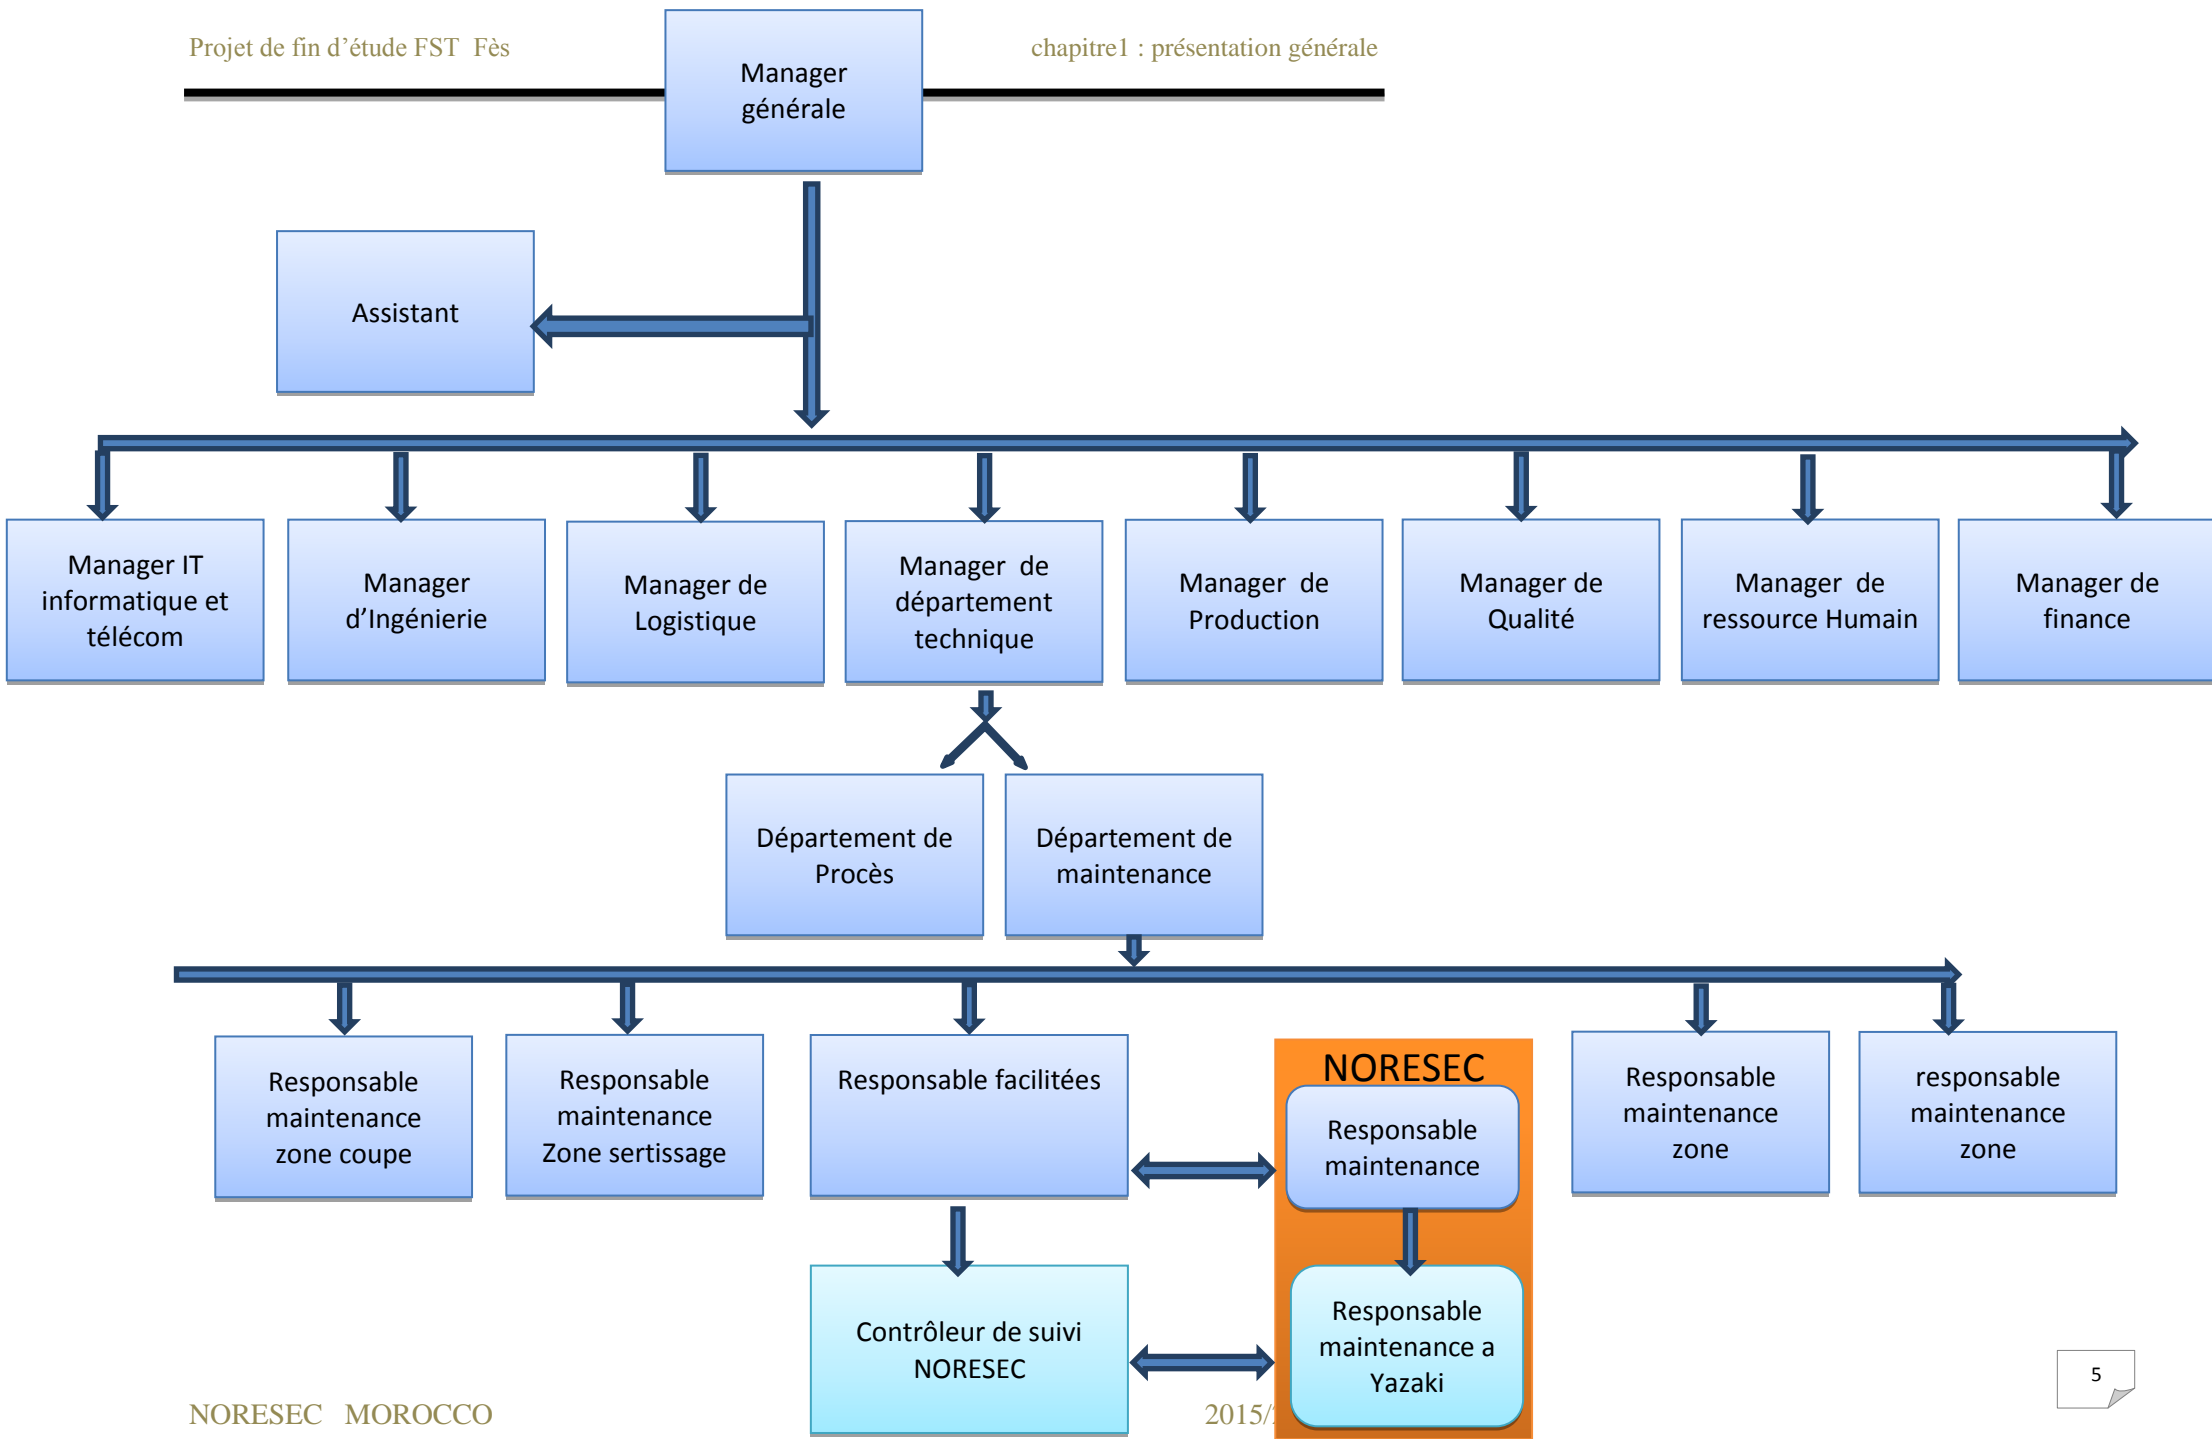 Projet de fin d’étude FST Fès
chapitre1 : présentation générale
Manager
générale
Assistant
Manager IT
informatique et
télécom
Manager
d’Ingénierie
Manager de
Logistique
Manager de
département
technique
Manager de
Production
Manager de
Qualité
Manager de
ressource Humain
Manager de
finance
Département de
Procès
Département de
maintenance
Responsable
maintenance
zone coupe
Responsable
maintenance
Zone sertissage
Responsable facilitées
NORESEC
Responsable
maintenance
Responsable
maintenance
zone
responsable
maintenance
zone
Contrôleur de suivi
NORESEC
Responsable
maintenance a
Yazaki
5
NORESEC MOROCCO
2015/